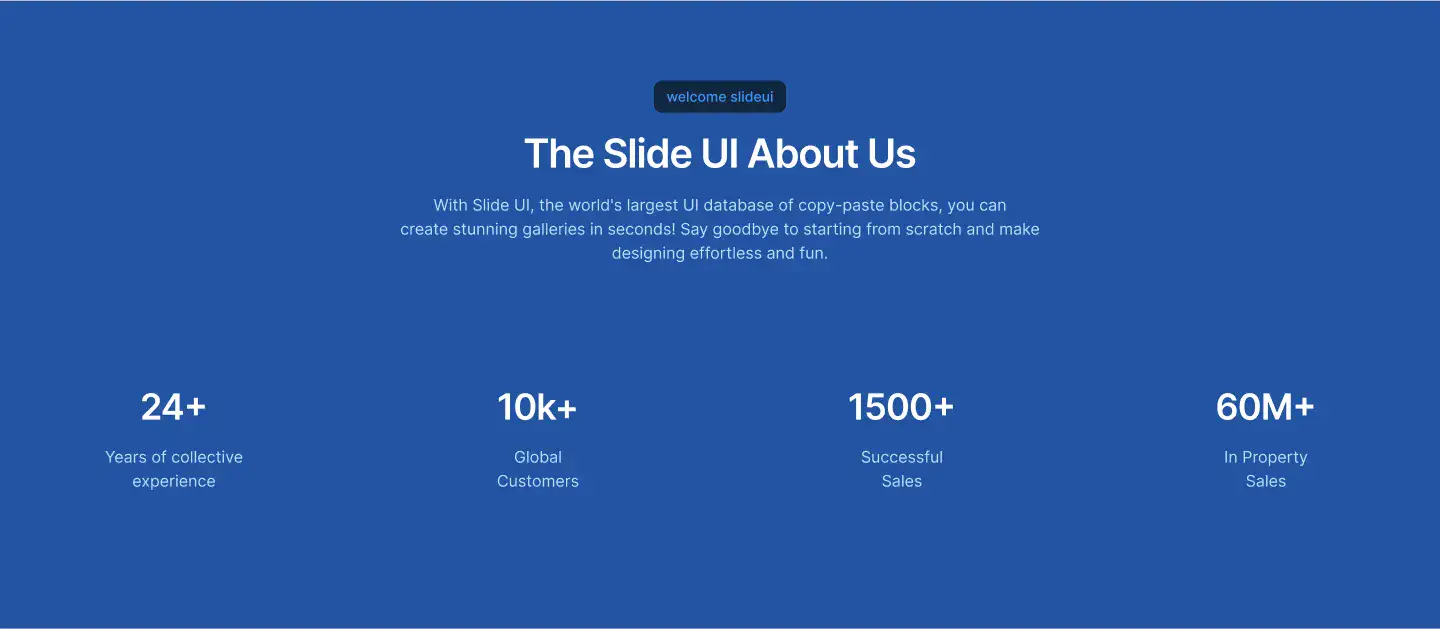 welcome slideui
The Slide UI About Us
With Slide UI, the world's largest UI database of copy-paste blocks, you can
create stunning galleries in seconds! Say goodbye to starting from scratch and make
designing effortless and fun.
24+
Years of collective
experience
10k+
Global
Customers
1500+
Successful
Sales
60M+
In Property
Sales